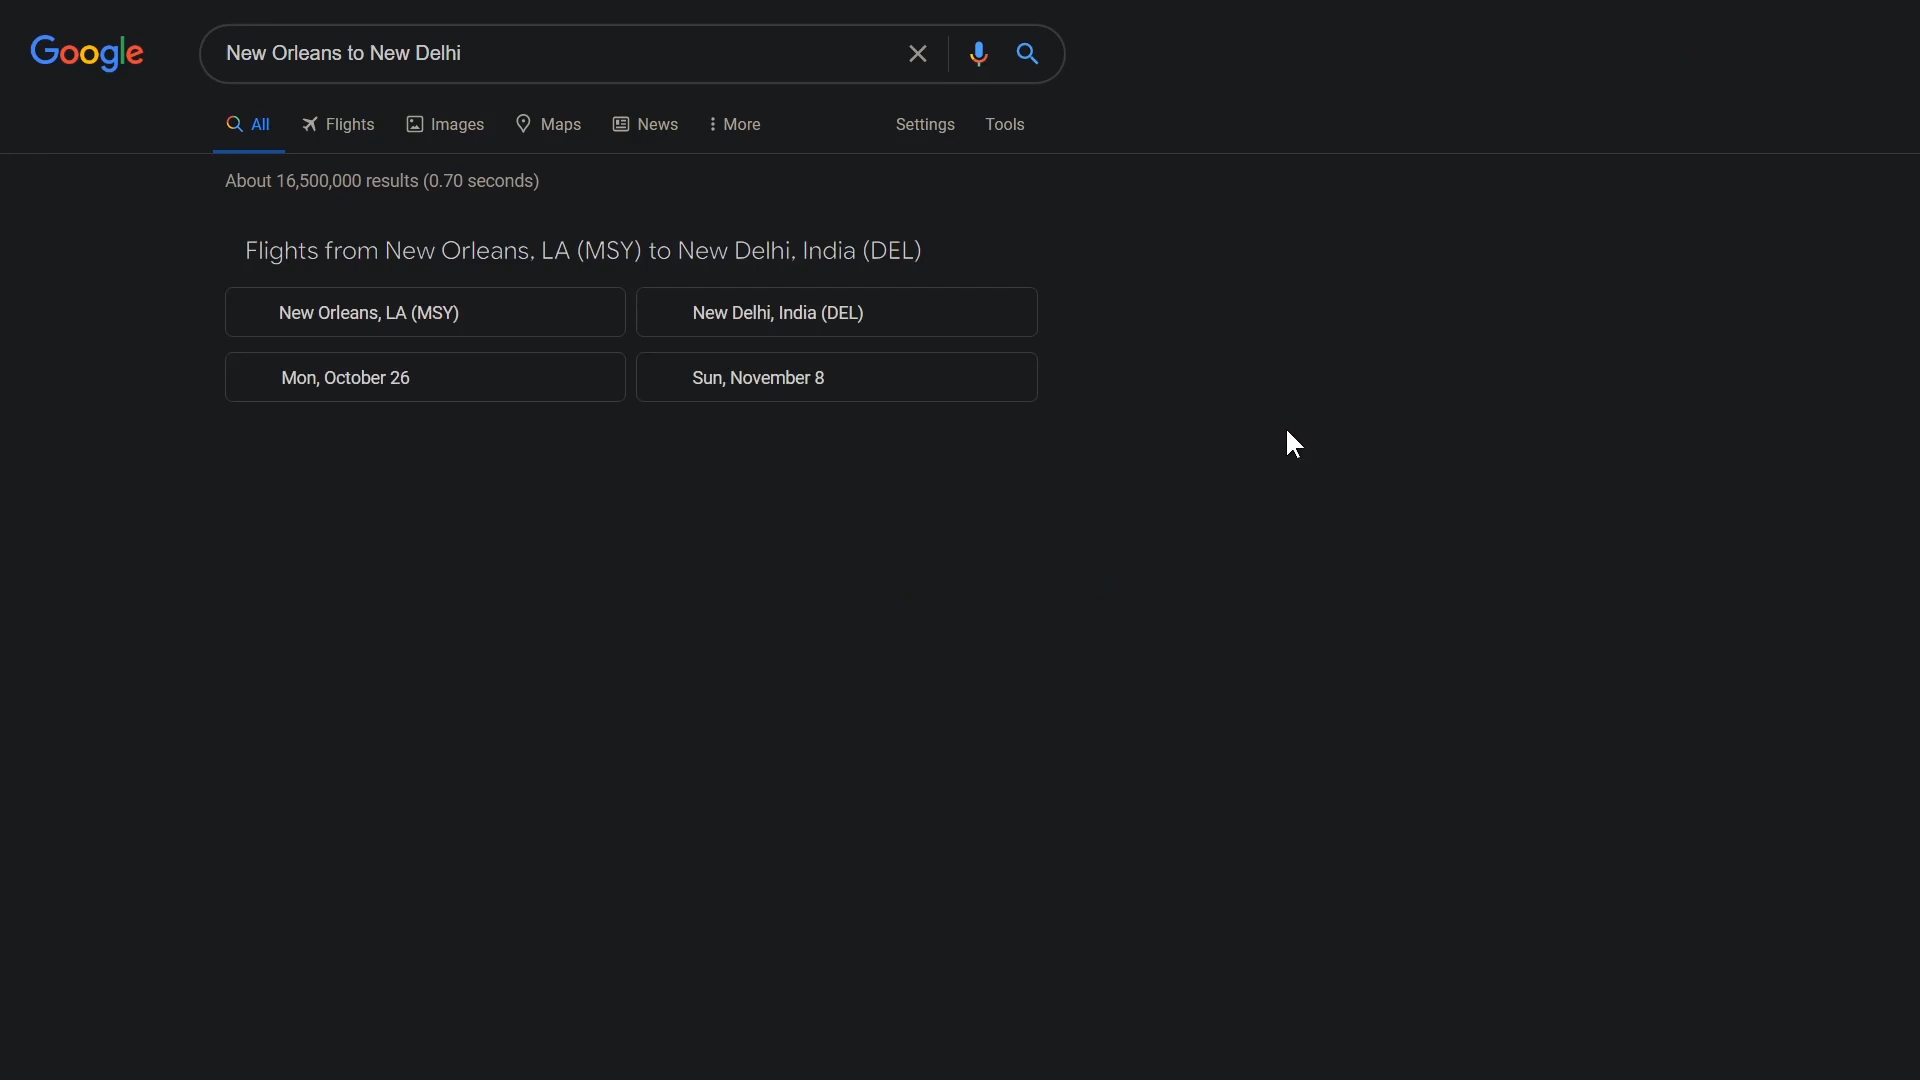 Google
New Orleans to New Delhi
All Flights Images Maps News More Settings Tools
About 16,500,000 results (0.70 seconds)
Flights from New Orleans, LA (MSY) to New Delhi, India (DEL)
New Orleans, LA (MSY) New Delhi, India (DEL)
Mon, October 26 Sun, November 8